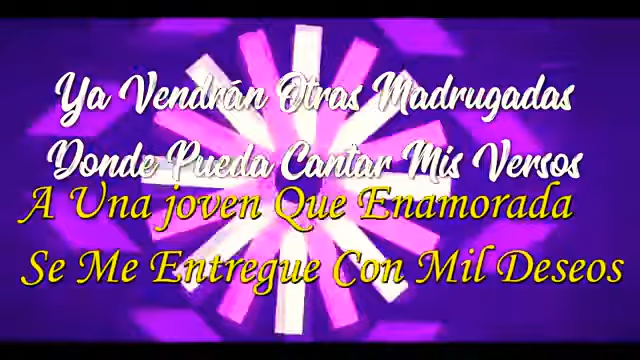 Ya Vendrán Otras Madrugadas
Donde Pueda Cantar Mis Versos
A Una joven Que Enamorada
Se Me Entregue Con Mil Deseos